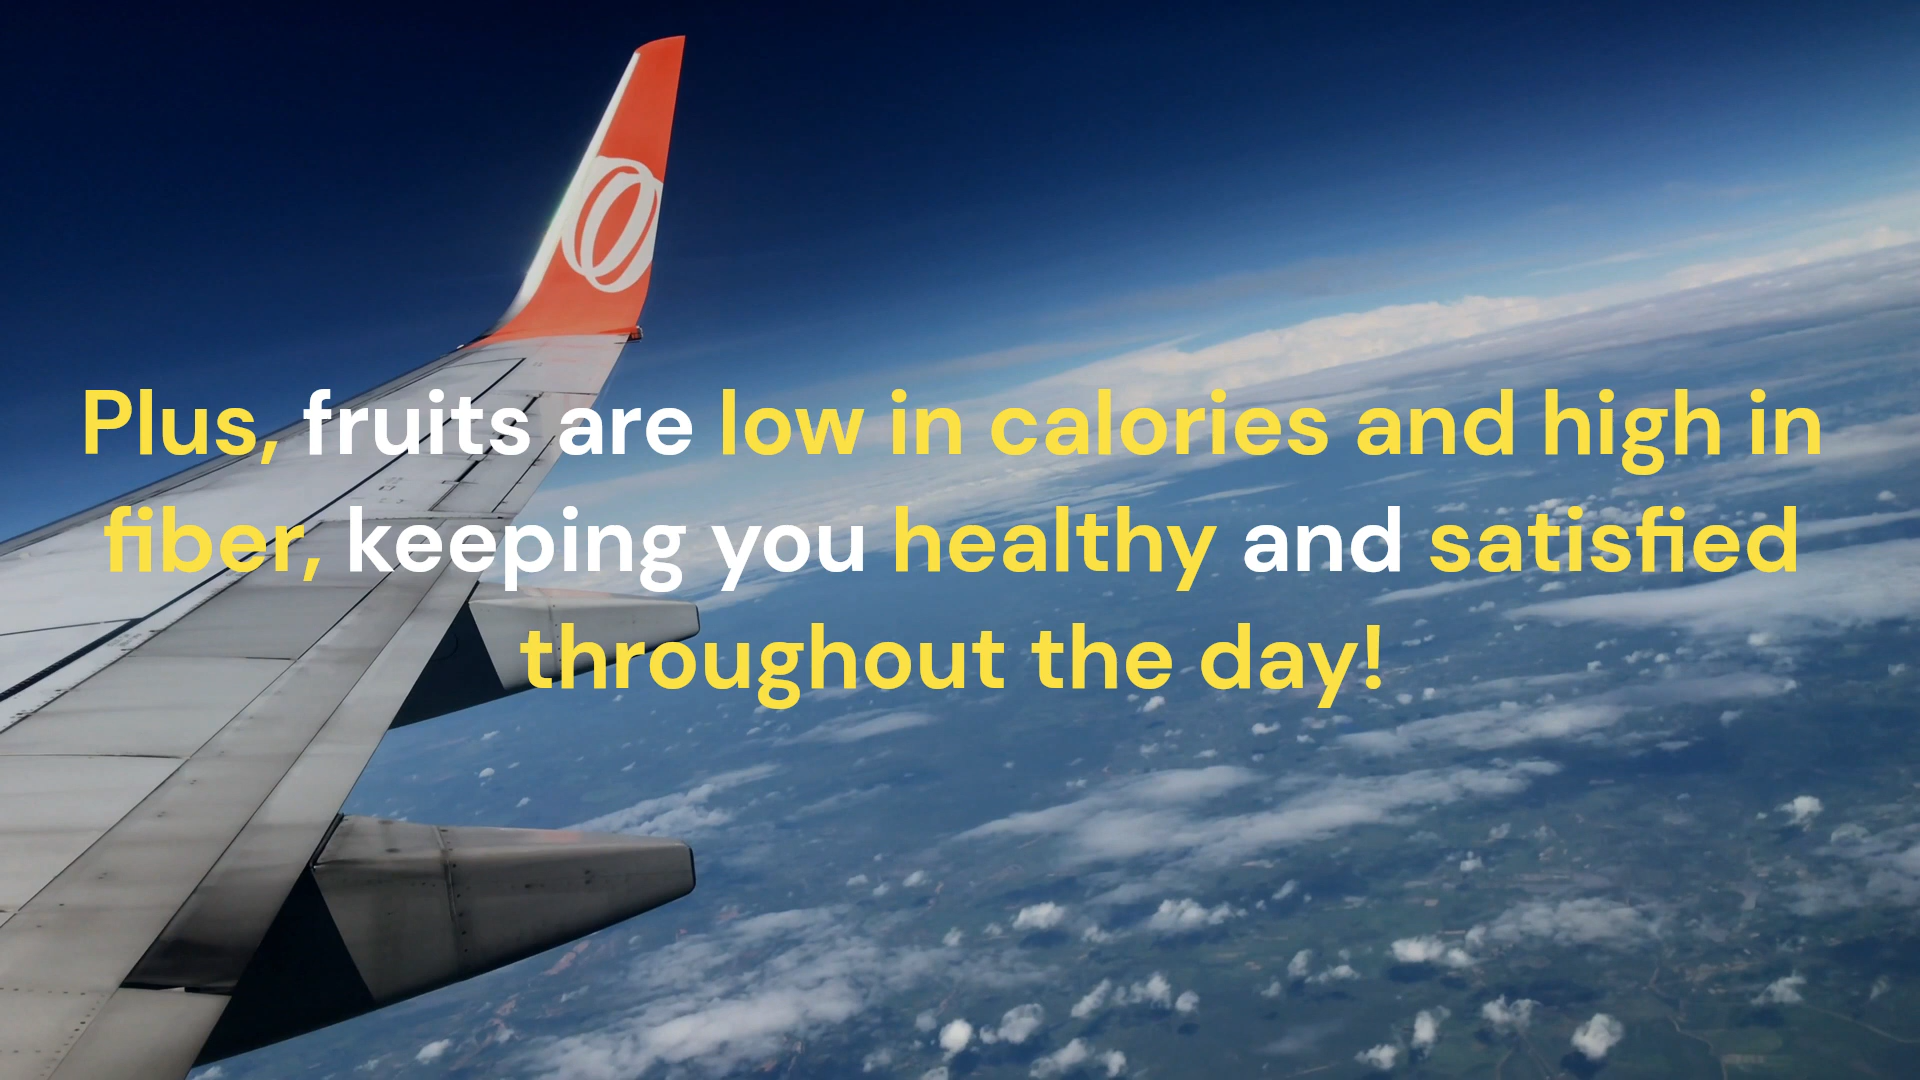 Plus, fruits are low in calories and high in
fiber, keeping you healthy and satisfied
throughout the day!